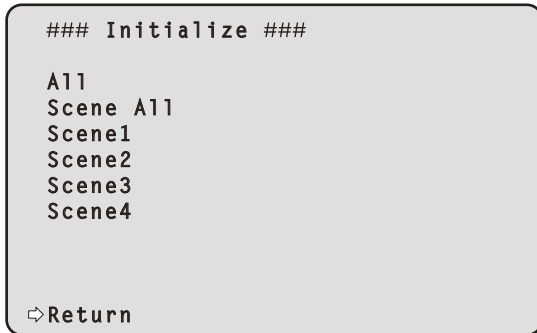 ### Initialize ###
All
Scene All
Scene1
Scene2
Scene3
Scene4
⇨Return